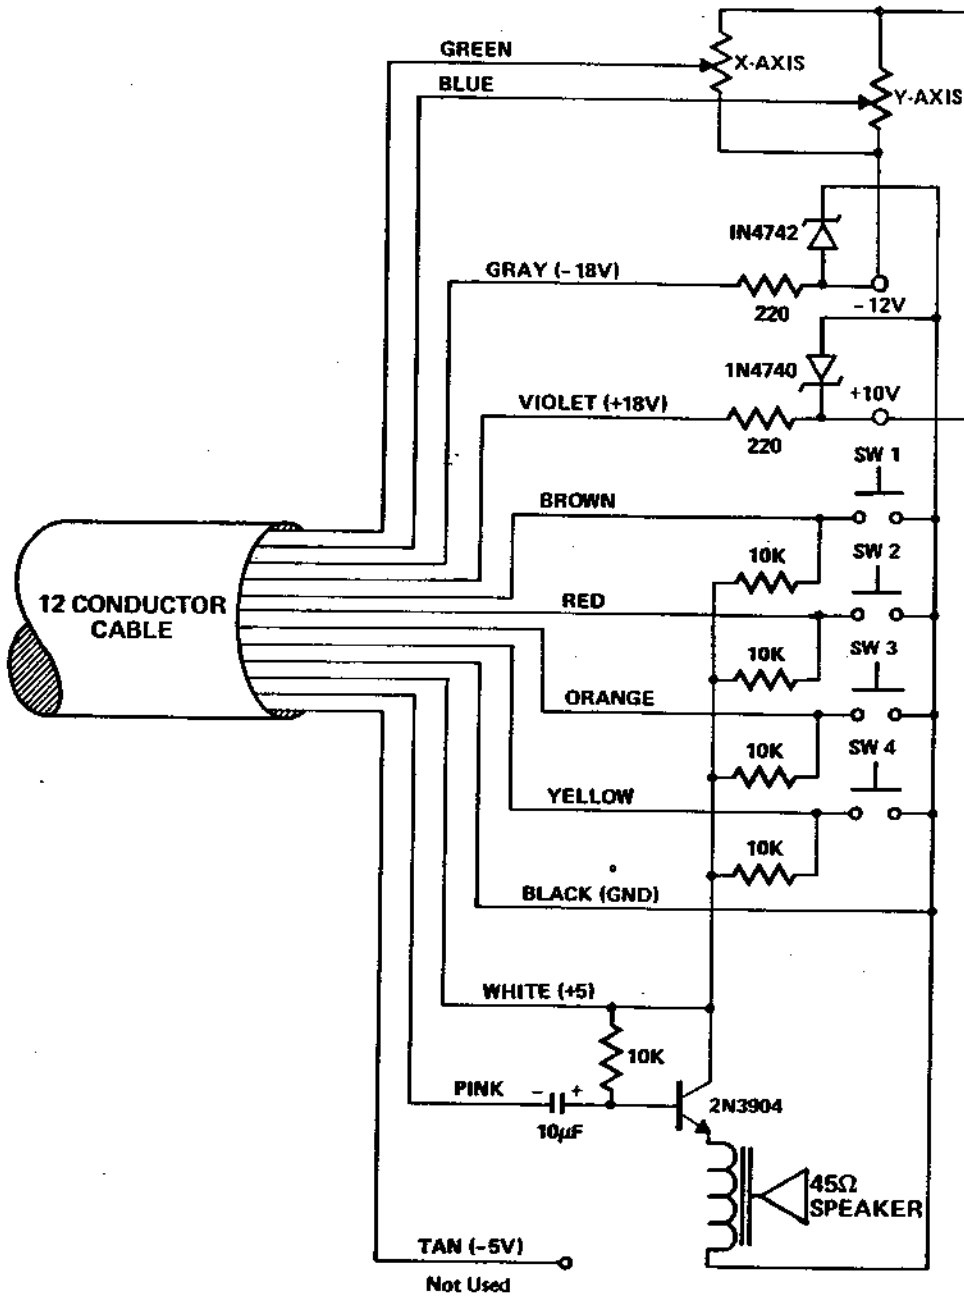 GREEN
X-AXIS
BLUE
Y-AXIS
IN4742
GRAY (-18V)
220
-12V
1N4740
+10V
VIOLET (+18V)
220
SW 1
BROWN
SW 2
10K
12 CONDUCTOR
CABLE
RED
SW 3
10K
ORANGE
SW 4
10K
YELLOW
10K
BLACK (GND)
WHITE (+5)
10K
PINK
- +
2N3904
10µF
45Ω
SPEAKER
TAN (-5V)
Not Used